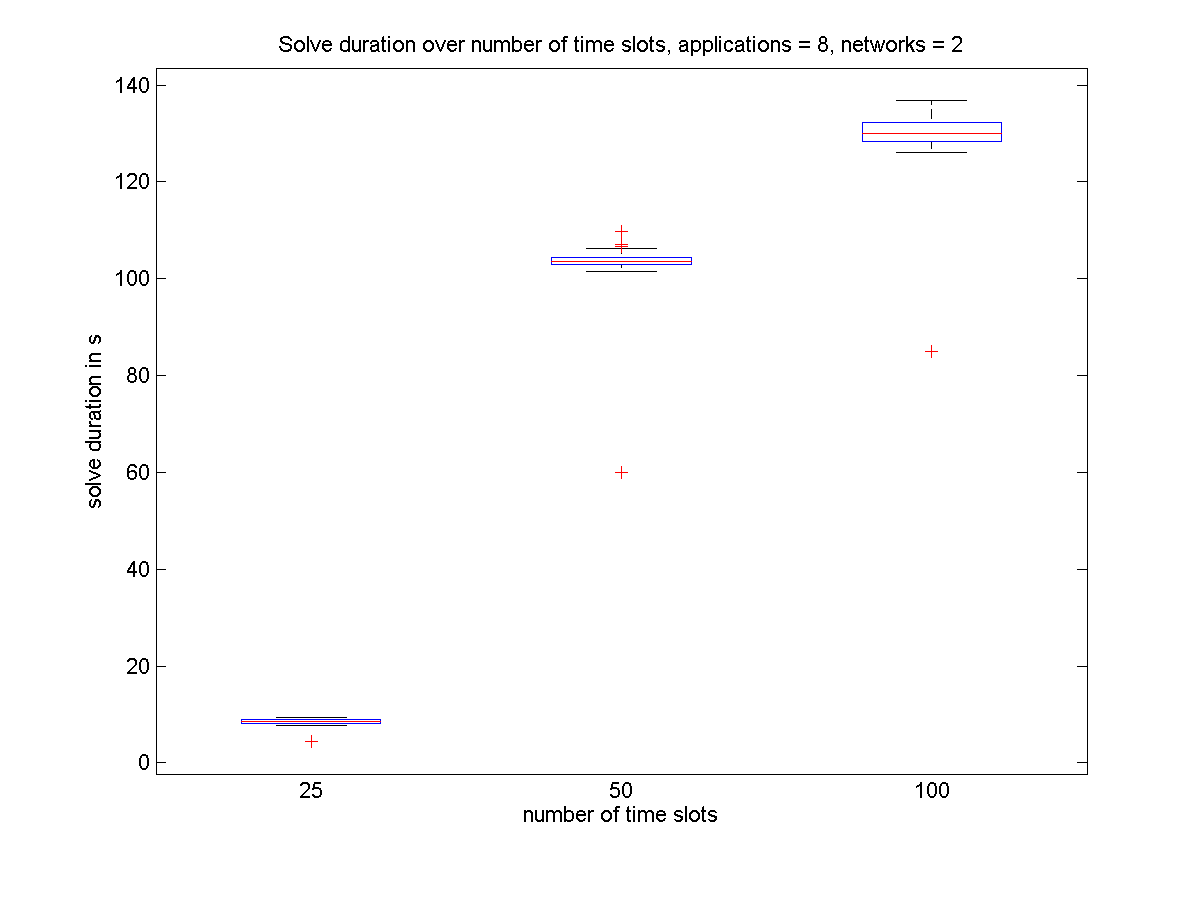 Solve duration over number of time slots, applications = 8, networks = 2
140
120
100
80
60
40
20
0
solve duration in s
25 50 100
number of time slots